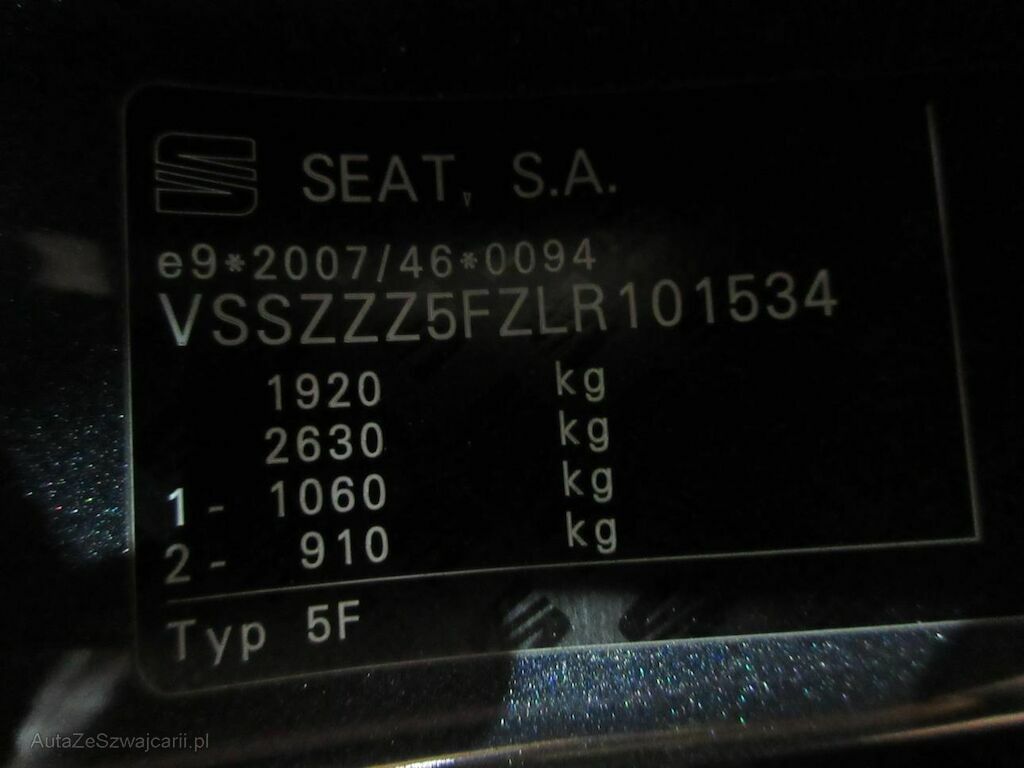 SEAT, S.A.
e9*2007/46*0094
VSSZZZ5FZLR101534
1920 kg
2630 kg
1 - 1060 kg
2 - 910 kg
Typ 5F
AutaZeSzwajcarii.pl